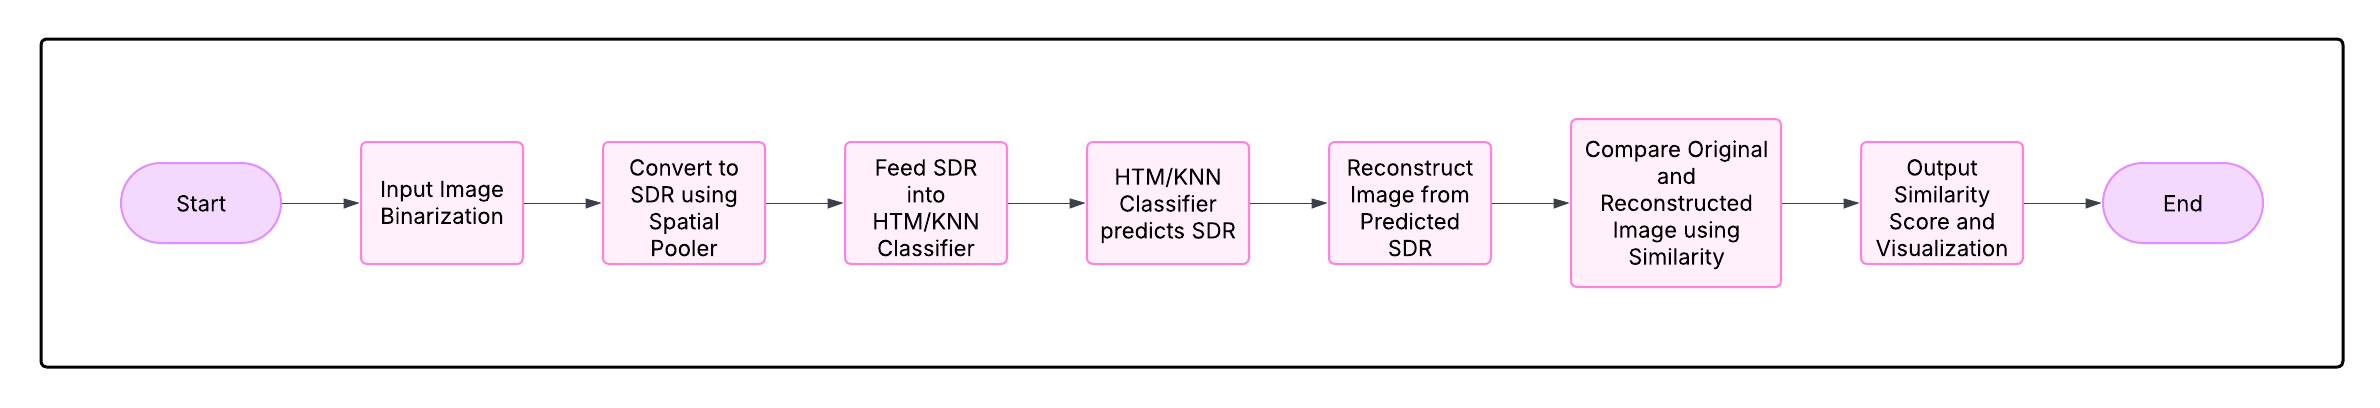 Start
Input Image
Binarization
Convert to
SDR using
Spatial
Pooler
Feed SDR
into
HTM/KNN
Classifier
HTM/KNN
Classifier
predicts SDR
Reconstruct
Image from
Predicted
SDR
Compare Original
and
Reconstructed
Image using
Similarity
Output
Similarity
Score and
Visualization
End